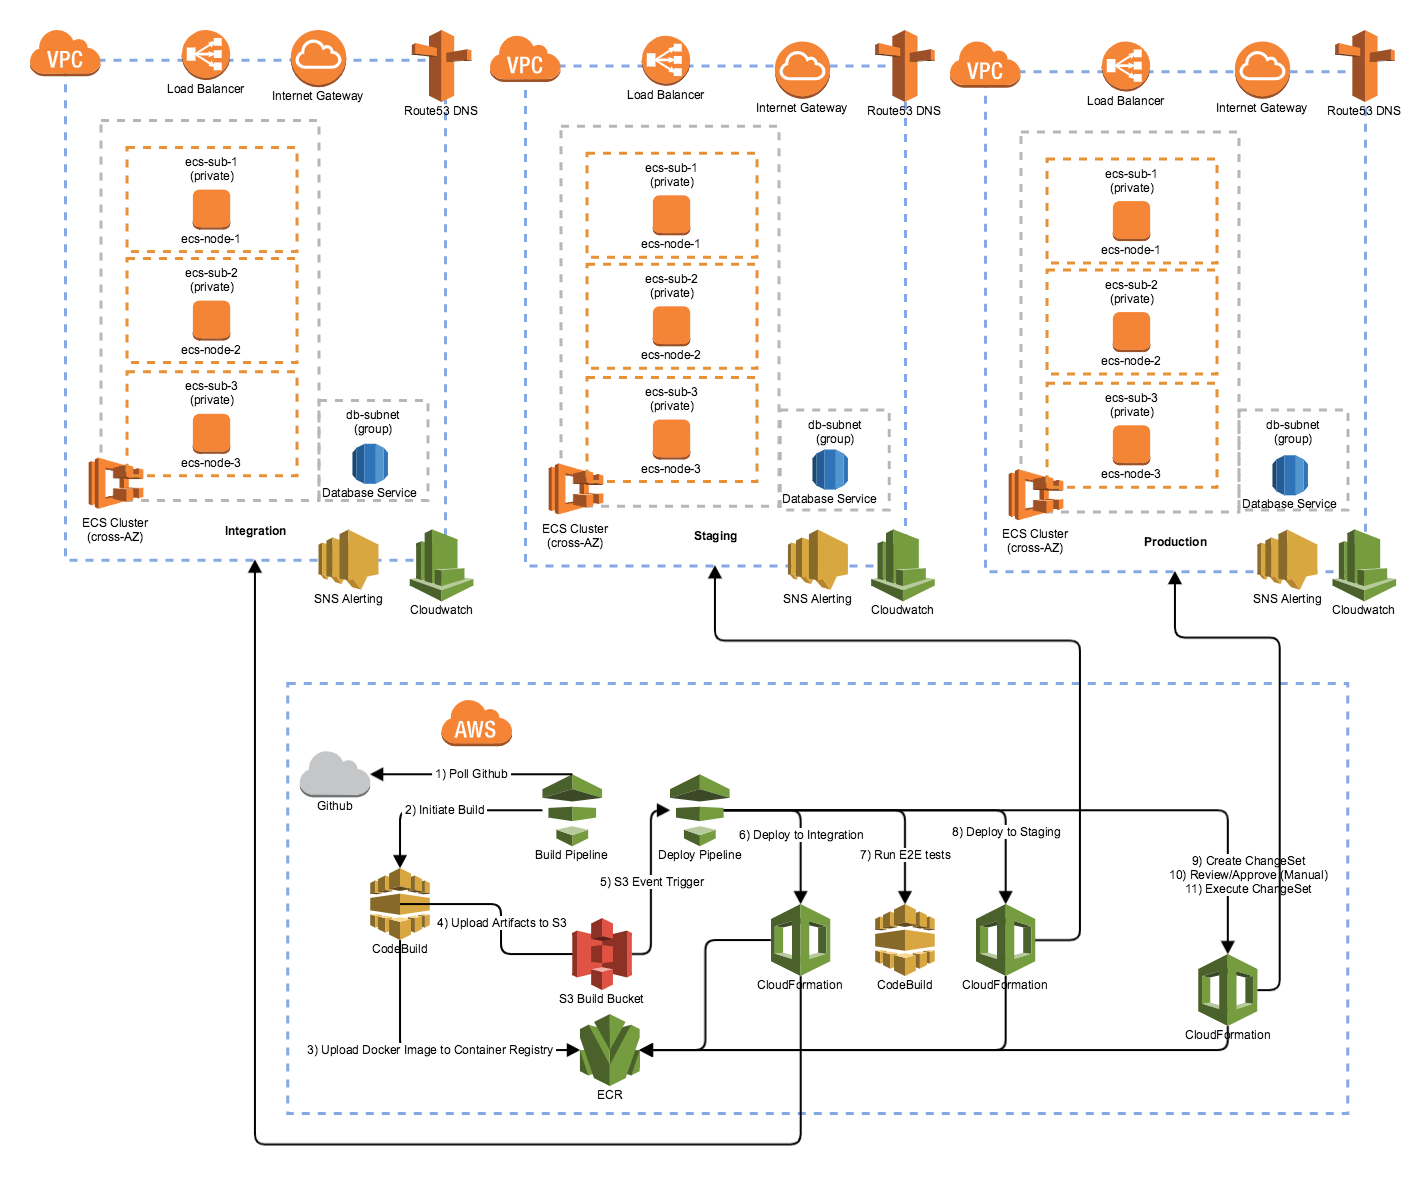 VPC
Load Balancer
Internet Gateway
Route53 DNS
ecs-sub-1
(private)
ecs-node-1
ecs-sub-2
(private)
ecs-node-2
ecs-sub-3
(private)
ecs-node-3
db-subnet
(group)
Database Service
ECS Cluster
(cross-AZ)
Integration
SNS Alerting
Cloudwatch
VPC
Load Balancer
Internet Gateway
Route53 DNS
ecs-sub-1
(private)
ecs-node-1
ecs-sub-2
(private)
ecs-node-2
ecs-sub-3
(private)
ecs-node-3
db-subnet
(group)
Database Service
ECS Cluster
(cross-AZ)
Staging
SNS Alerting
Cloudwatch
VPC
Load Balancer
Internet Gateway
Route53 DNS
ecs-sub-1
(private)
ecs-node-1
ecs-sub-2
(private)
ecs-node-2
ecs-sub-3
(private)
ecs-node-3
db-subnet
(group)
Database Service
ECS Cluster
(cross-AZ)
Production
SNS Alerting
Cloudwatch
AWS
Github
1) Poll Github
2) Initiate Build
Build Pipeline
Deploy Pipeline
6) Deploy to Integration
7) Run E2E tests
8) Deploy to Staging
9) Create ChangeSet
10) Review/Approve (Manual)
11) Execute ChangeSet
5) S3 Event Trigger
4) Upload Artifacts to S3
CodeBuild
S3 Build Bucket
CloudFormation
CodeBuild
CloudFormation
CloudFormation
3) Upload Docker Image to Container Registry
ECR